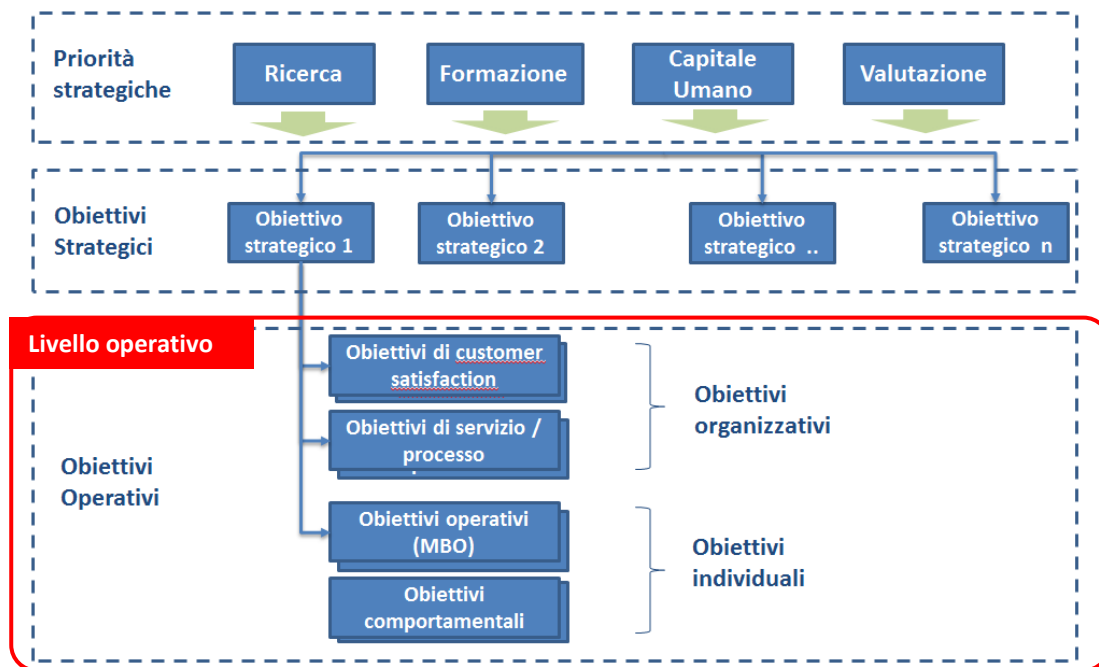 Priorità
strategiche
Ricerca
Formazione
Capitale
Umano
Valutazione
Obiettivi
Strategici
Obiettivo
strategico 1
Obiettivo
strategico 2
Obiettivo
strategico ..
Obiettivo
strategico n
Livello operativo
Obiettivi
Operativi
Obiettivi di customer
satisfaction
Obiettivi di servizio /
processo
Obiettivi
organizzativi
Obiettivi operativi
(MBO)
Obiettivi
comportamentali
Obiettivi
individuali